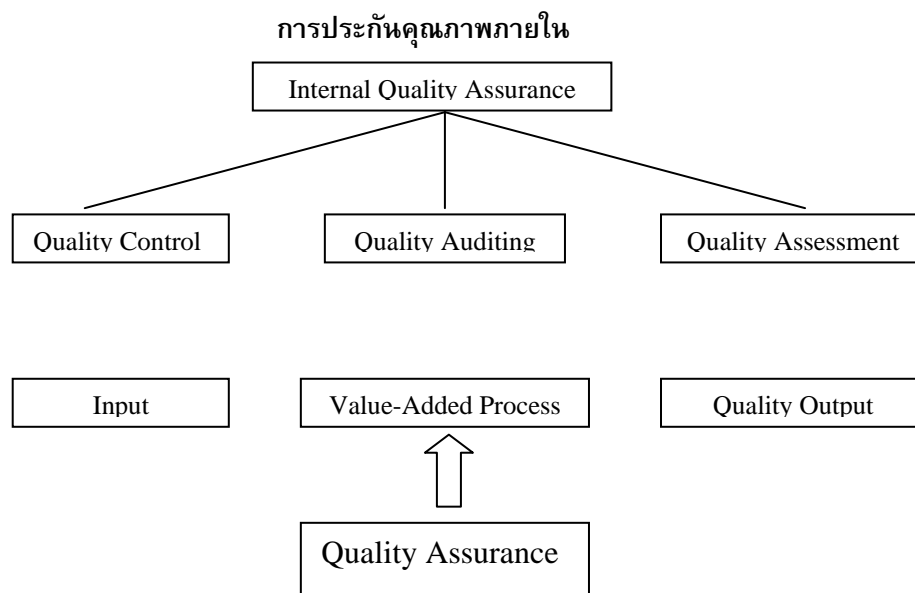 การประกันคุณภาพภายใน
Internal Quality Assurance
Quality Control
Quality Auditing
Quality Assessment
Input
Value-Added Process
Quality Output
Quality Assurance